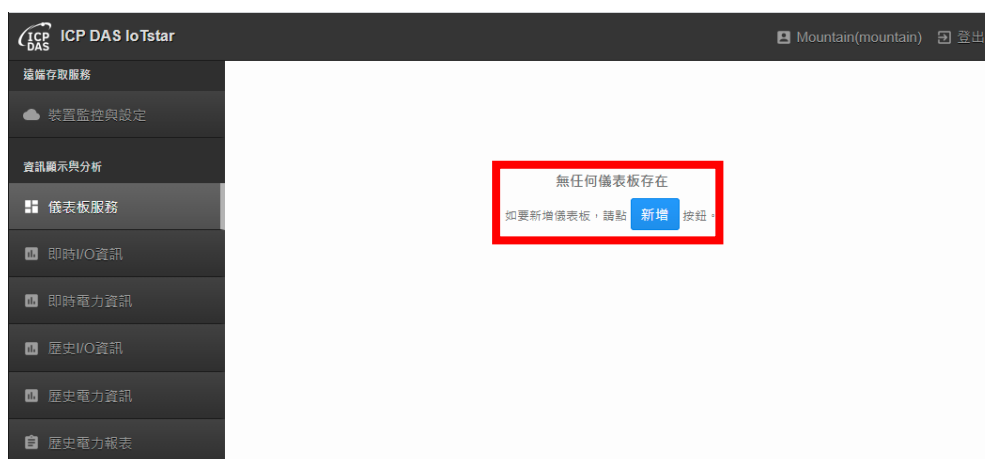 ICP DAS
ICP DAS IoTstar
Mountain(mountain) 登出
遠端存取服務
裝置監控與設定
資訊顯示與分析
儀表板服務
即時I/O資訊
即時電力資訊
歷史I/O資訊
歷史電力資訊
歷史電力報表
無任何儀表板存在
如要新增儀表板，請點 新增 按鈕。